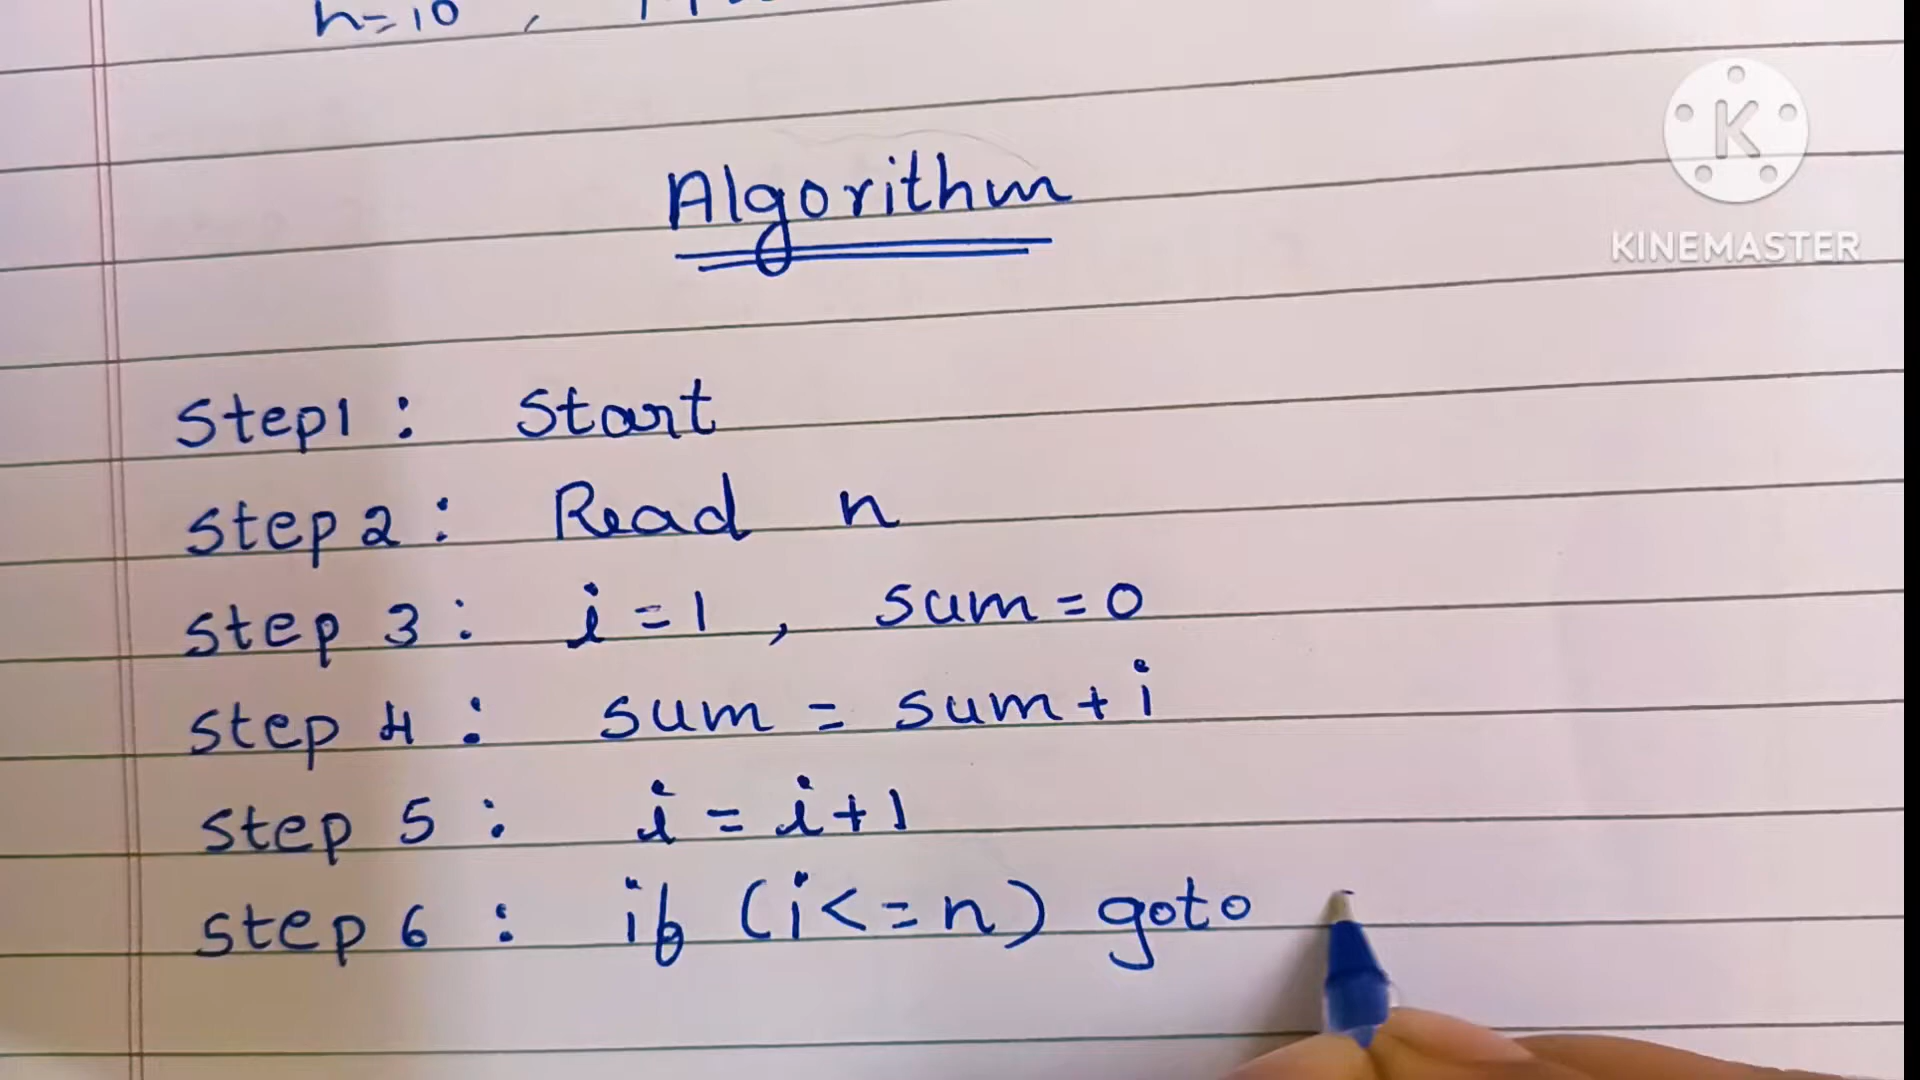 n=10 ,
K
KINEMASTER
Algorithm
Step1 : Start
Step 2 : Read n
Step 3 : i = 1 , sum = 0
Step 4 : sum = sum + i
Step 5 : i = i+1
Step 6 : if (i<=n) goto